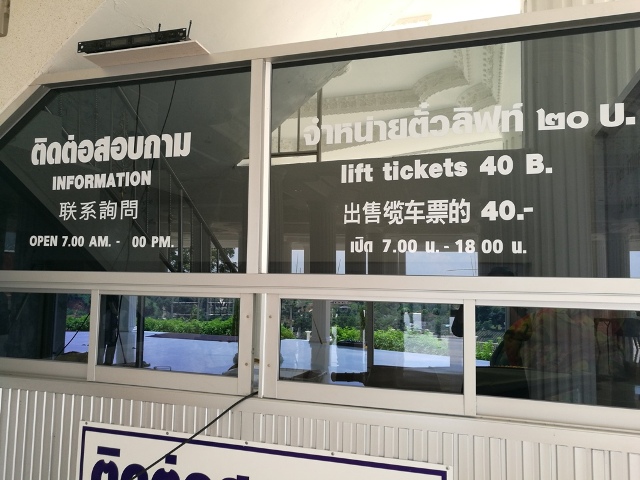 ติดต่อสอบถาม
INFORMATION
联系詢問
OPEN 7.00 AM. - 00 PM.
จำหน่ายตั๋วลิฟท์ ๒๐ บ.
lift tickets 40 B.
出售缆车票的 40.-
เปิด 7.00 น. - 18 00 น.